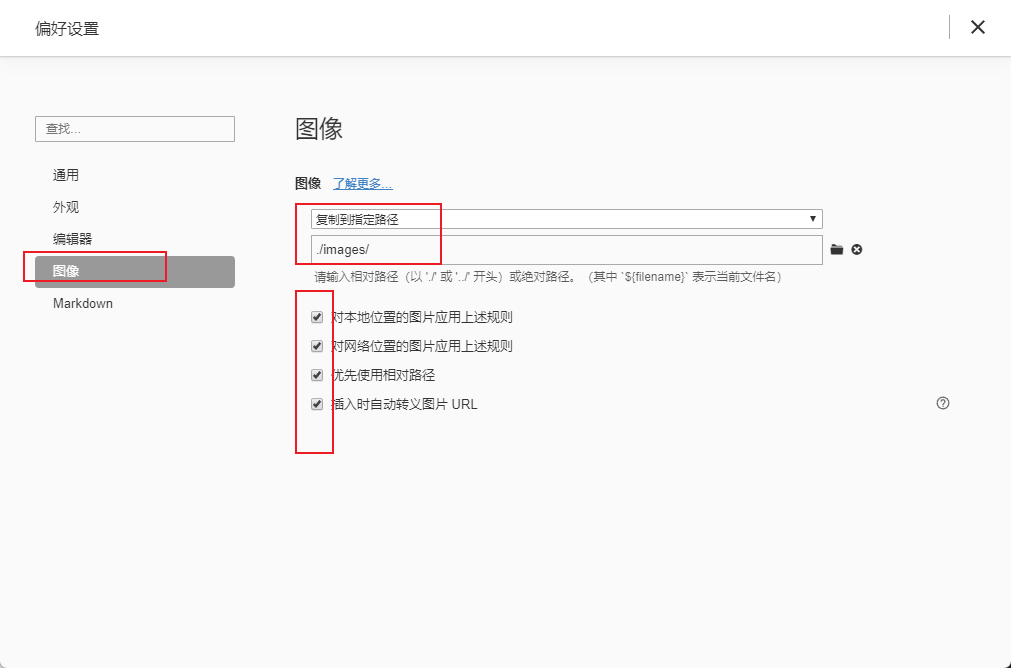 偏好设置
查找...
通用
外观
编辑器
图像
Markdown
图像
图像 了解更多...
复制到指定路径
./images/
请输入相对路径（以 './' 或 '../' 开头）或绝对路径。（其中 `${filename}` 表示当前文件名）
对本地位置的图片应用上述规则
对网络位置的图片应用上述规则
优先使用相对路径
插入时自动转义图片 URL